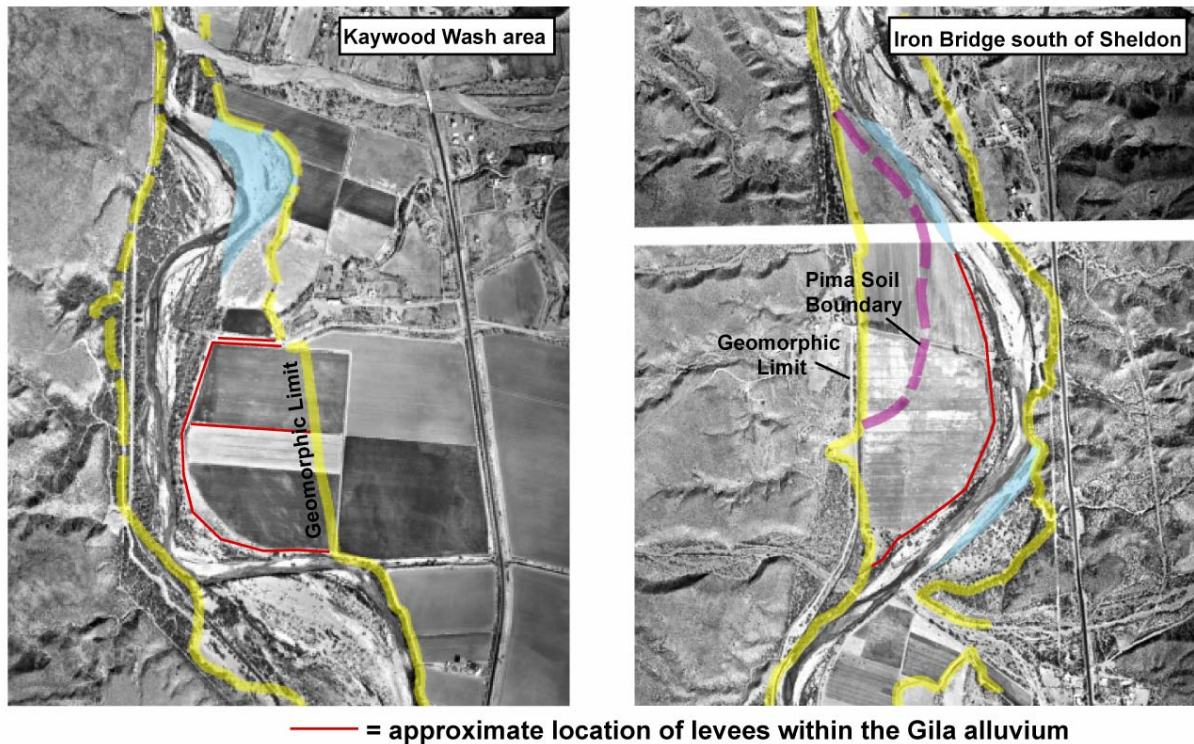 Kaywood Wash area
Iron Bridge south of Sheldon
Geomorphic Limit
Pima Soil
Boundary
Geomorphic
Limit
= approximate location of levees within the Gila alluvium